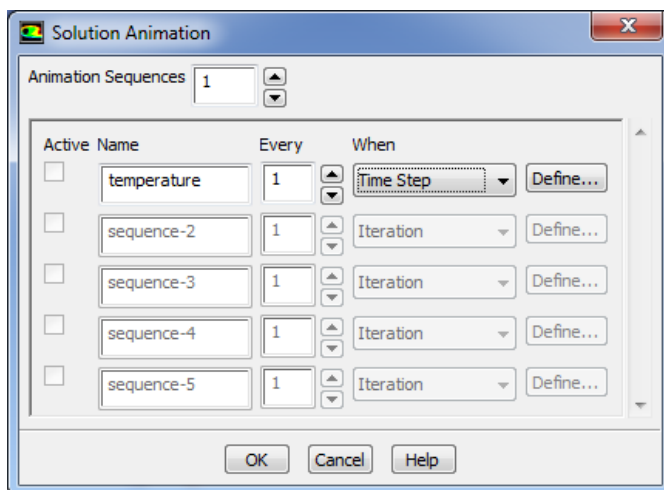 Solution Animation
Animation Sequences 1
Active Name Every When
temperature 1 Time Step Define...
sequence-2 1 Iteration Define...
sequence-3 1 Iteration Define...
sequence-4 1 Iteration Define...
sequence-5 1 Iteration Define...
OK Cancel Help